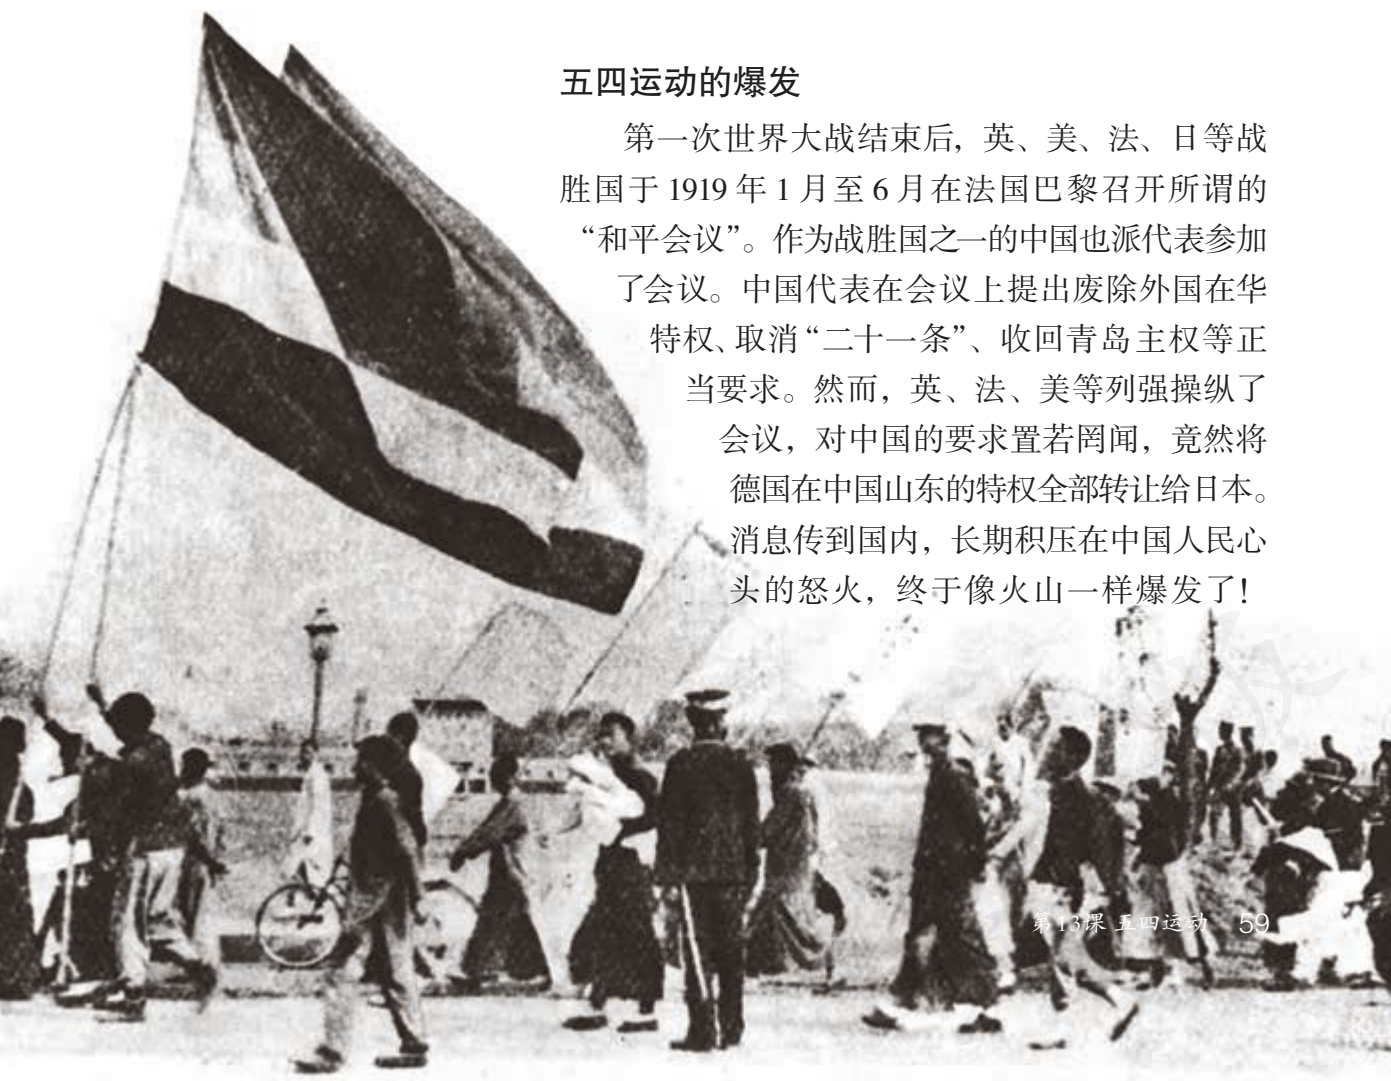 五四运动的爆发
第一次世界大战结束后，英、美、法、日等战
胜国于 1919 年 1 月至 6 月在法国巴黎召开所谓的
“和平会议”。作为战胜国之一的中国也派代表参加
了会议。中国代表在会议上提出废除外国在华
特权、取消“二十一条”、收回青岛主权等正
当要求。然而，英、法、美等列强操纵了
会议，对中国的要求置若罔闻，竟然将
德国在中国山东的特权全部转让给日本。
消息传到国内，长期积压在中国人民心
头的怒火，终于像火山一样爆发了！
第13课 五四运动 59